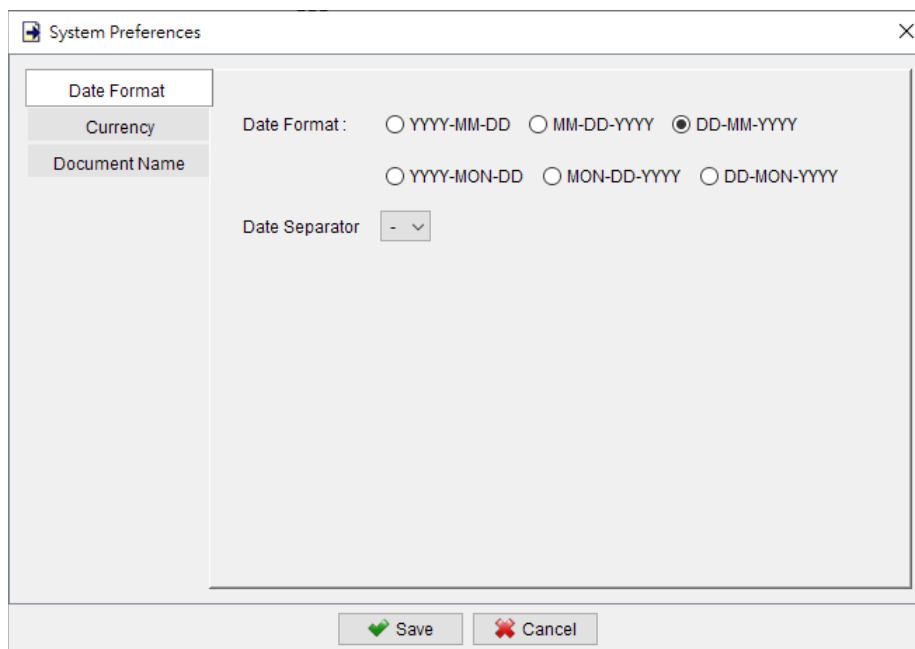 System Preferences
Date Format
Currency
Document Name
Date Format :
YYYY-MM-DD MM-DD-YYYY DD-MM-YYYY
YYYY-MON-DD MON-DD-YYYY DD-MON-YYYY
Date Separator -
Save Cancel